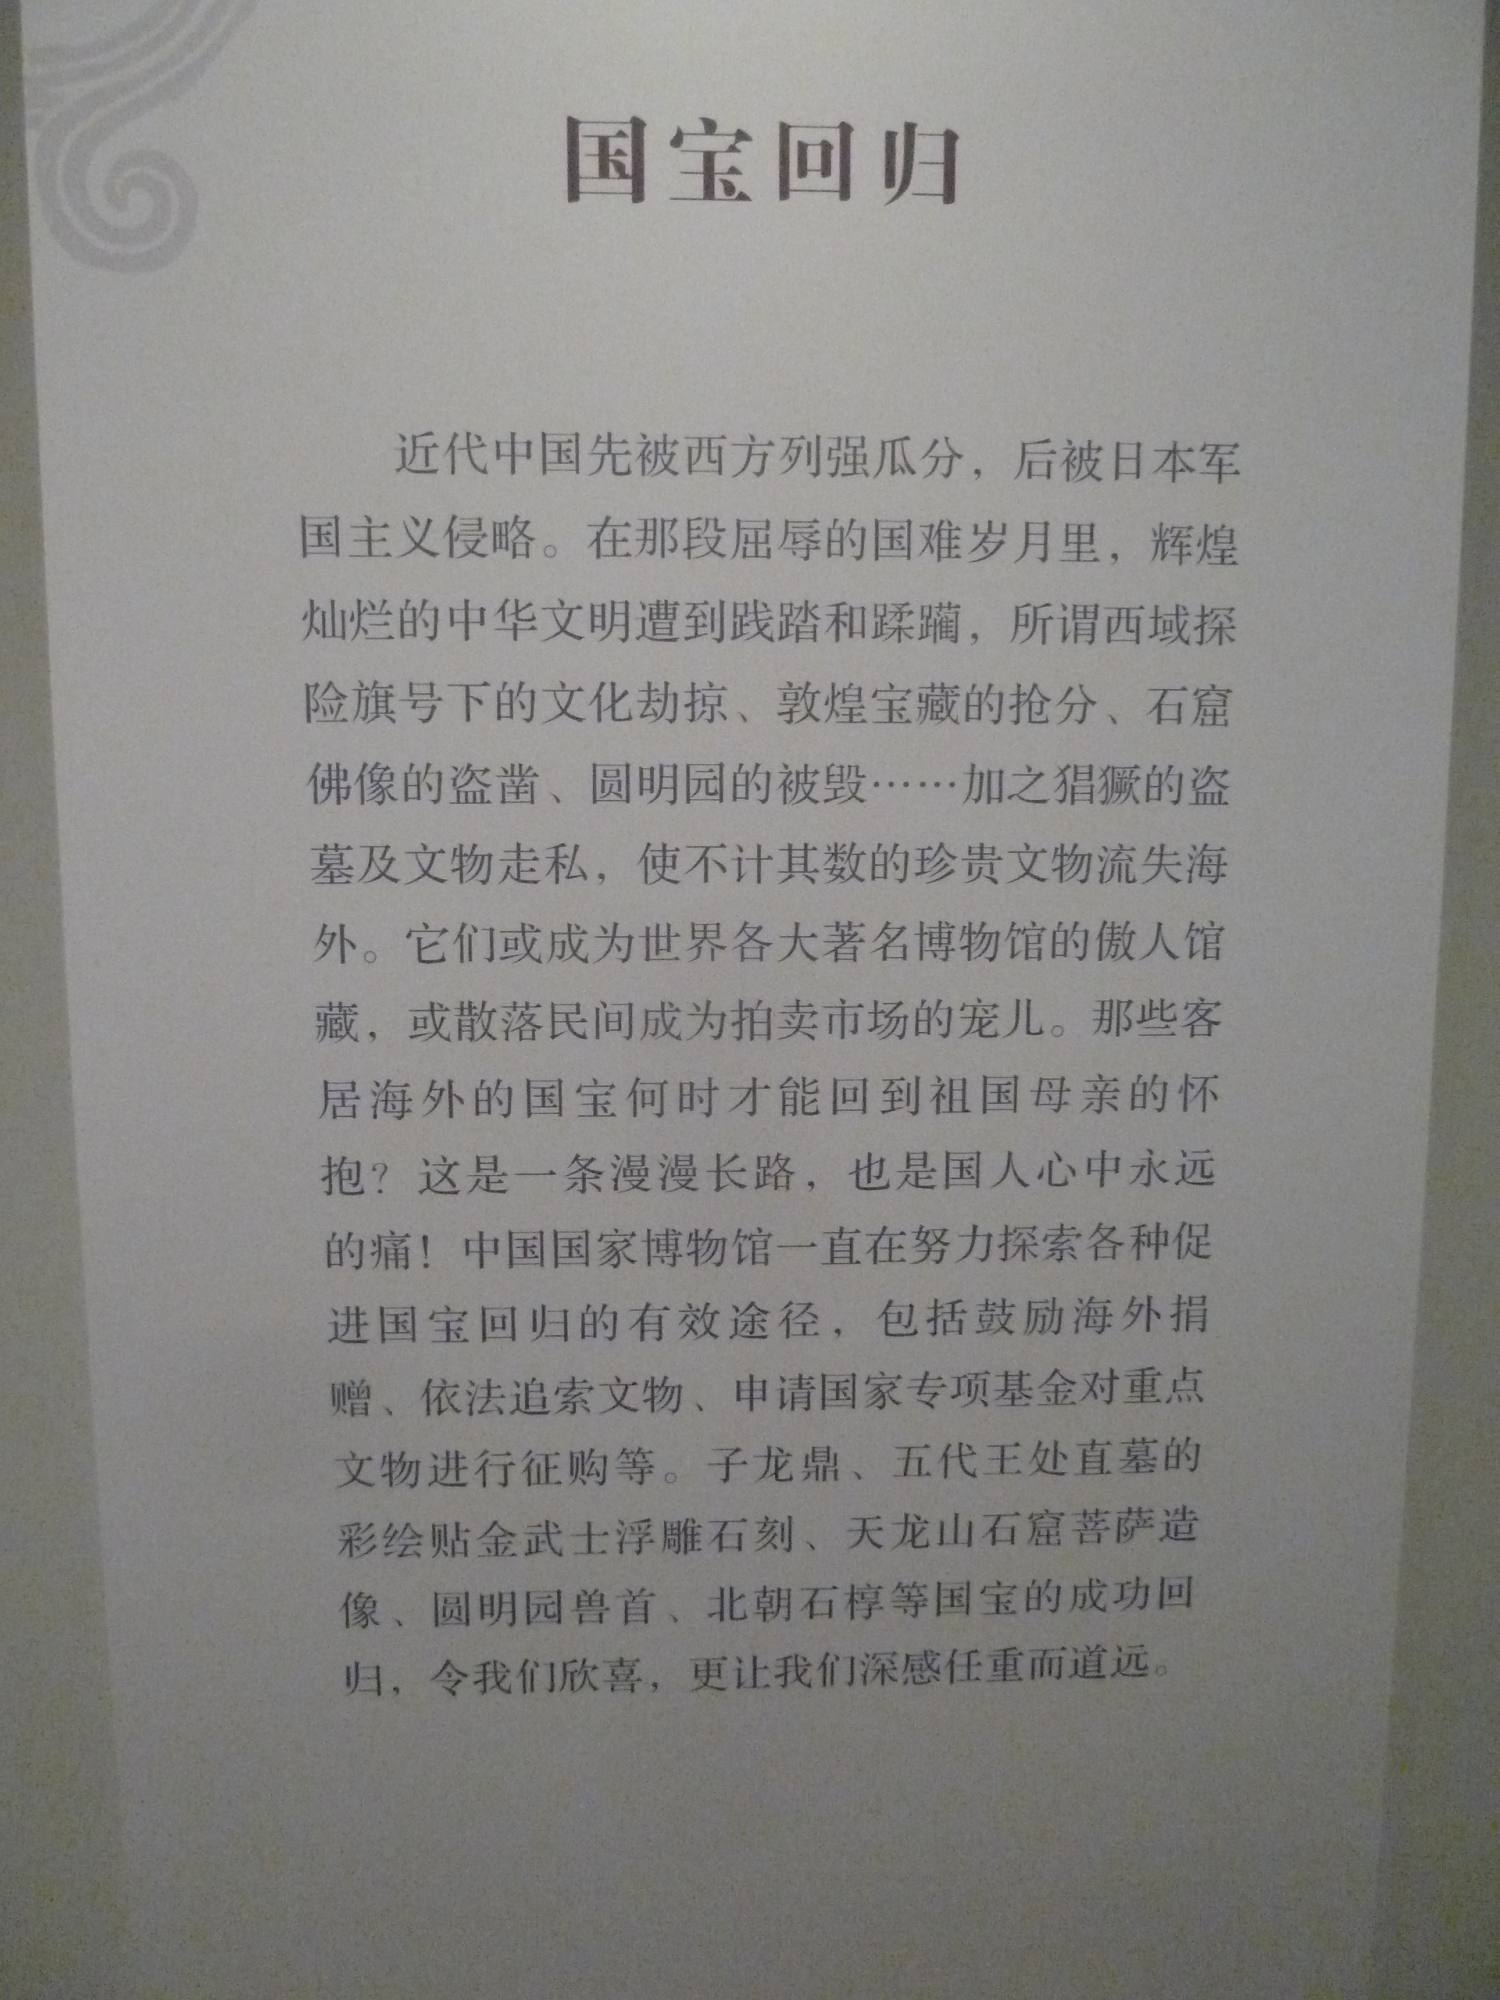 国宝回归
近代中国先被西方列强瓜分，后被日本军
国主义侵略。在那段屈辱的国难岁月里，辉煌
灿烂的中华文明遭到践踏和蹂躏，所谓西域探
险旗号下的文化劫掠、敦煌宝藏的抢分、石窟
佛像的盗凿、圆明园的被毁……加之猖獗的盗
墓及文物走私，使不计其数的珍贵文物流失海
外。它们或成为世界各大著名博物馆的傲人馆
藏，或散落民间成为拍卖市场的宠儿。那些客
居海外的国宝何时才能回到祖国母亲的怀
抱？这是一条漫漫长路，也是国人心中永远
的痛！中国国家博物馆一直在努力探索各种促
进国宝回归的有效途径，包括鼓励海外捐
赠、依法追索文物、申请国家专项基金对重点
文物进行征购等。子龙鼎、五代王处直墓的
彩绘贴金武士浮雕石刻、天龙山石窟菩萨造
像、圆明园兽首、北朝石椁等国宝的成功回
归，令我们欣喜，更让我们深感任重而道远。